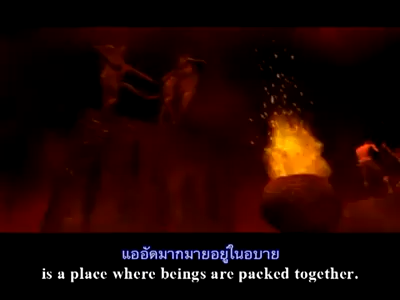 แออัดมากมายอยู่ในอบาย
is a place where beings are packed together.